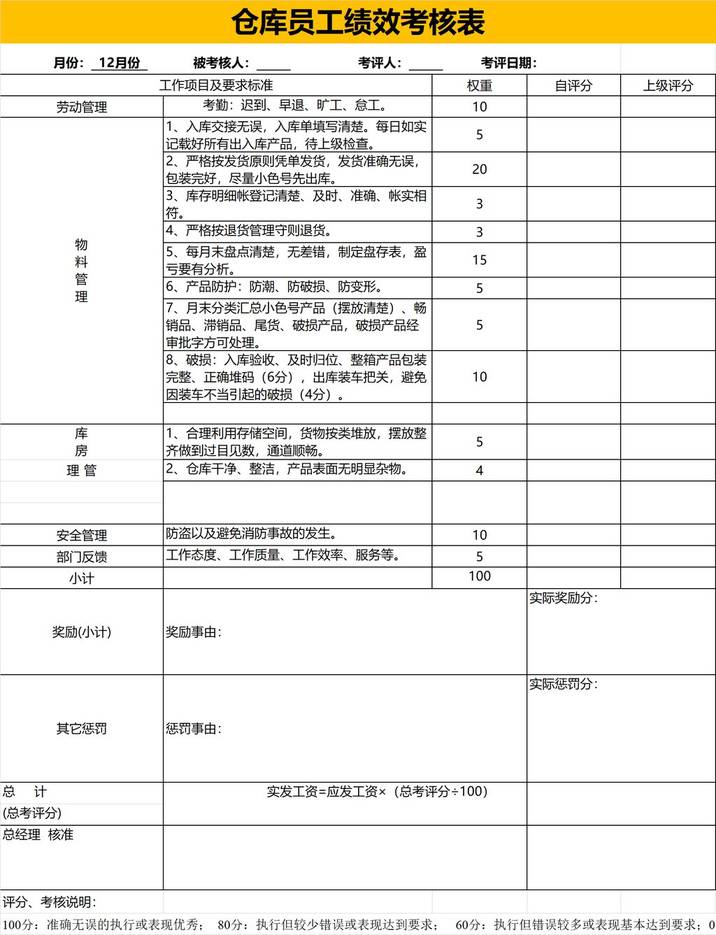 仓库员工绩效考核表
月份： 12月份 被考核人：_____ 考评人：_____ 考评日期：
工作项目及要求标准 权重 自评分 上级评分
劳动管理 考勤：迟到、早退、旷工、怠工。 10
物料管理
1、入库交接无误，入库单填写清楚。每日如实
记载好所有出入库产品，待上级检查。 5
2、严格按发货原则凭单发货，发货准确无误，
包装完好，尽量小色号先出库。 20
3、库存明细帐登记清楚、及时、准确、帐实相
符。 3
4、严格按退货管理守则退货。 3
5、每月末盘点清楚，无差错，制定盘存表，盈
亏要有分析。 15
6、产品防护：防潮、防破损、防变形。 5
7、月末分类汇总小色号产品（摆放清楚）、畅
销品、滞销品、尾货、破损产品，破损产品经
审批字方可处理。 5
8、破损：入库验收、及时归位、整箱产品包装
完整、正确堆码（6分），出库装车把关，避免
因装车不当引起的破损（4分）。 10
库
房
1、合理利用存储空间，货物按类堆放，摆放整
齐做到过目见数，通道顺畅。 5
理 管 2、仓库干净、整洁，产品表面无明显杂物。 4
安全管理 防盗以及避免消防事故的发生。 10
部门反馈 工作态度、工作质量、工作效率、服务等。 5
小计 100
实际奖励分：
奖励(小计) 奖励事由：
实际惩罚分：
其它惩罚 惩罚事由：
总 计 实发工资=应发工资×（总考评分÷100）
(总考评分)
总经理 核准
评分、考核说明：
100分：准确无误的执行或表现优秀； 80分：执行但较少错误或表现达到要求； 60分：执行但错误较多或表现基本达到要求；0